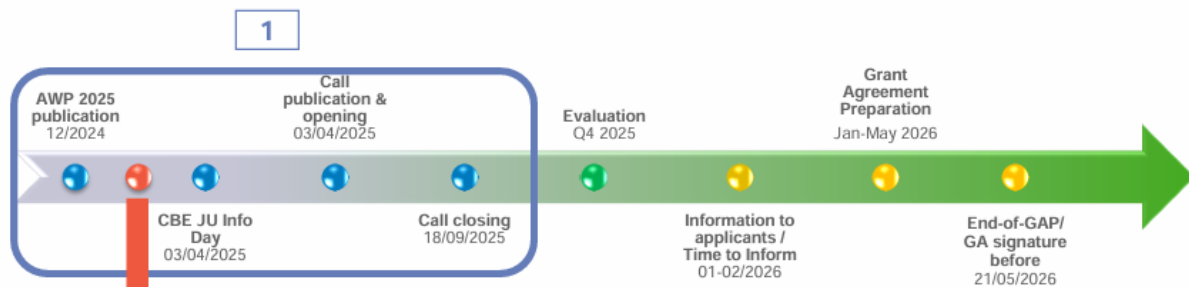 1
AWP 2025
publication
12/2024
CBE JU Info
Day
03/04/2025
Call
publication &
opening
03/04/2025
Call closing
18/09/2025
Evaluation
Q4 2025
Information to
applicants /
Time to Inform
01-02/2026
Grant
Agreement
Preparation
Jan-May 2026
End-of-GAP/
GA signature
before
21/05/2026